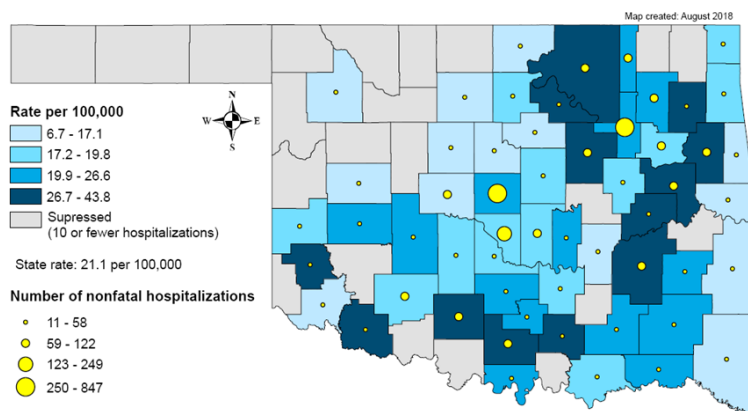 Map created: August 2018
Rate per 100,000
6.7 - 17.1
17.2 - 19.8
19.9 - 26.6
26.7 - 43.8
Supressed
(10 or fewer hospitalizations)
N
W E
S
State rate: 21.1 per 100,000
Number of nonfatal hospitalizations
11 - 58
59 - 122
123 - 249
250 - 847